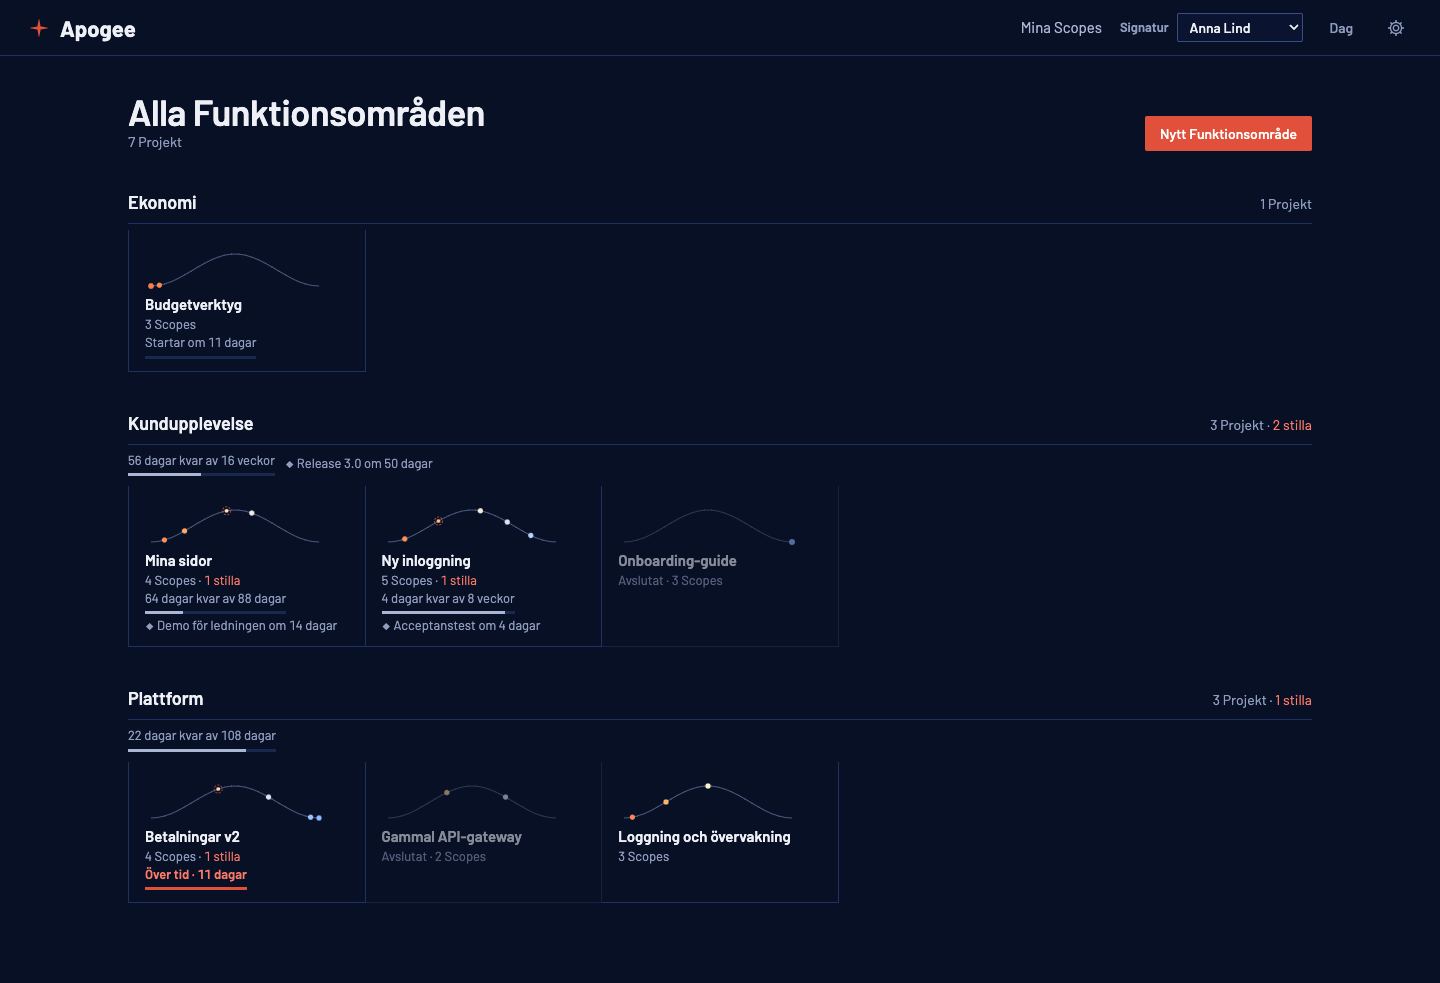 Apogee
Mina Scopes
Signatur
Anna Lind
Dag
Alla Funktionsområden
7 Projekt
Nytt Funktionsområde
Ekonomi
1 Projekt
Budgetverktyg
3 Scopes
Startar om 11 dagar
Kundupplevelse
3 Projekt · 2 stilla
56 dagar kvar av 16 veckor
◆ Release 3.0 om 50 dagar
Mina sidor
4 Scopes · 1 stilla
64 dagar kvar av 88 dagar
◆ Demo för ledningen om 14 dagar
Ny inloggning
5 Scopes · 1 stilla
4 dagar kvar av 8 veckor
◆ Acceptanstest om 4 dagar
Onboarding-guide
Avslutat · 3 Scopes
Plattform
3 Projekt · 1 stilla
22 dagar kvar av 108 dagar
Betalningar v2
4 Scopes · 1 stilla
Över tid · 11 dagar
Gammal API-gateway
Avslutat · 2 Scopes
Loggning och övervakning
3 Scopes